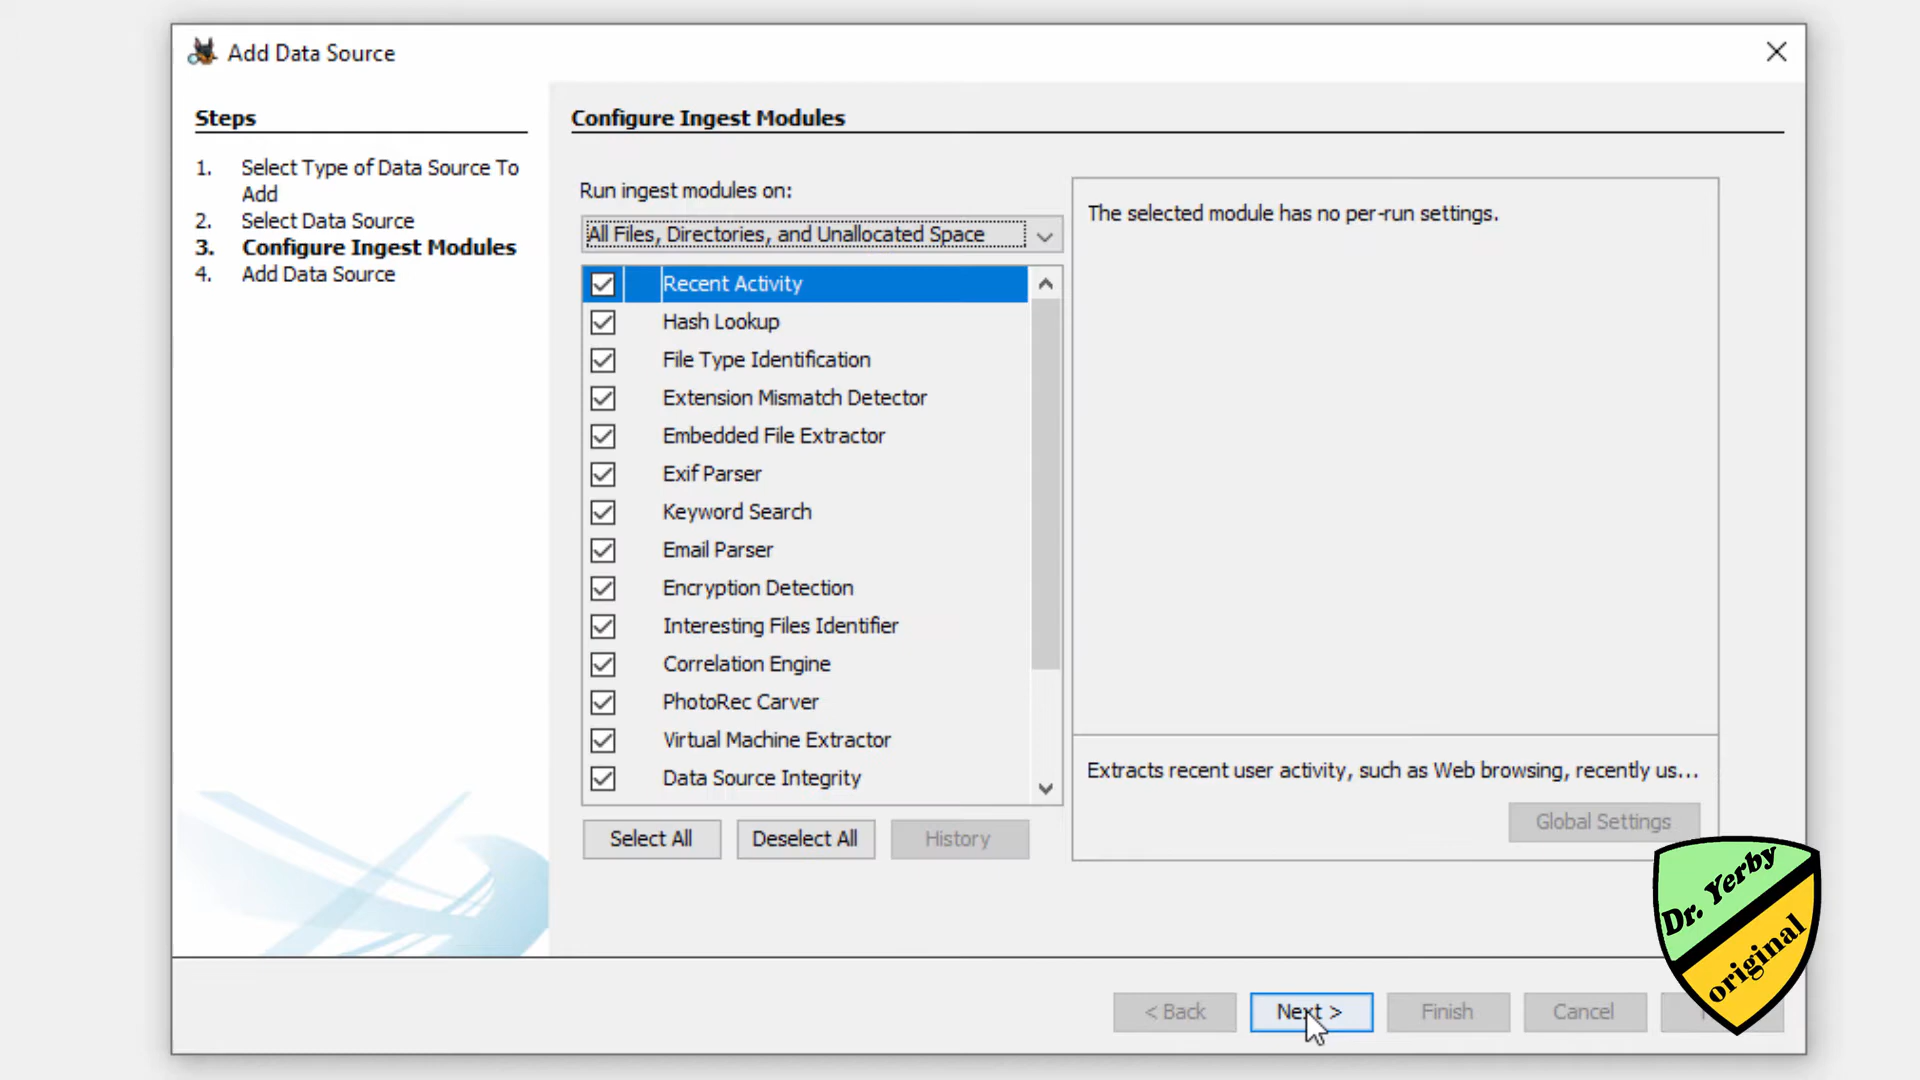 Add Data Source
Steps
1. Select Type of Data Source To
Add
2. Select Data Source
3. Configure Ingest Modules
4. Add Data Source
Configure Ingest Modules
Run ingest modules on:
All Files, Directories, and Unallocated Space
Recent Activity
Hash Lookup
File Type Identification
Extension Mismatch Detector
Embedded File Extractor
Exif Parser
Keyword Search
Email Parser
Encryption Detection
Interesting Files Identifier
Correlation Engine
PhotoRec Carver
Virtual Machine Extractor
Data Source Integrity
Select All
Deselect All
History
The selected module has no per-run settings.
Extracts recent user activity, such as Web browsing, recently us...
Global Settings
< Back
Next >
Finish
Cancel
Dr. Yerby
original